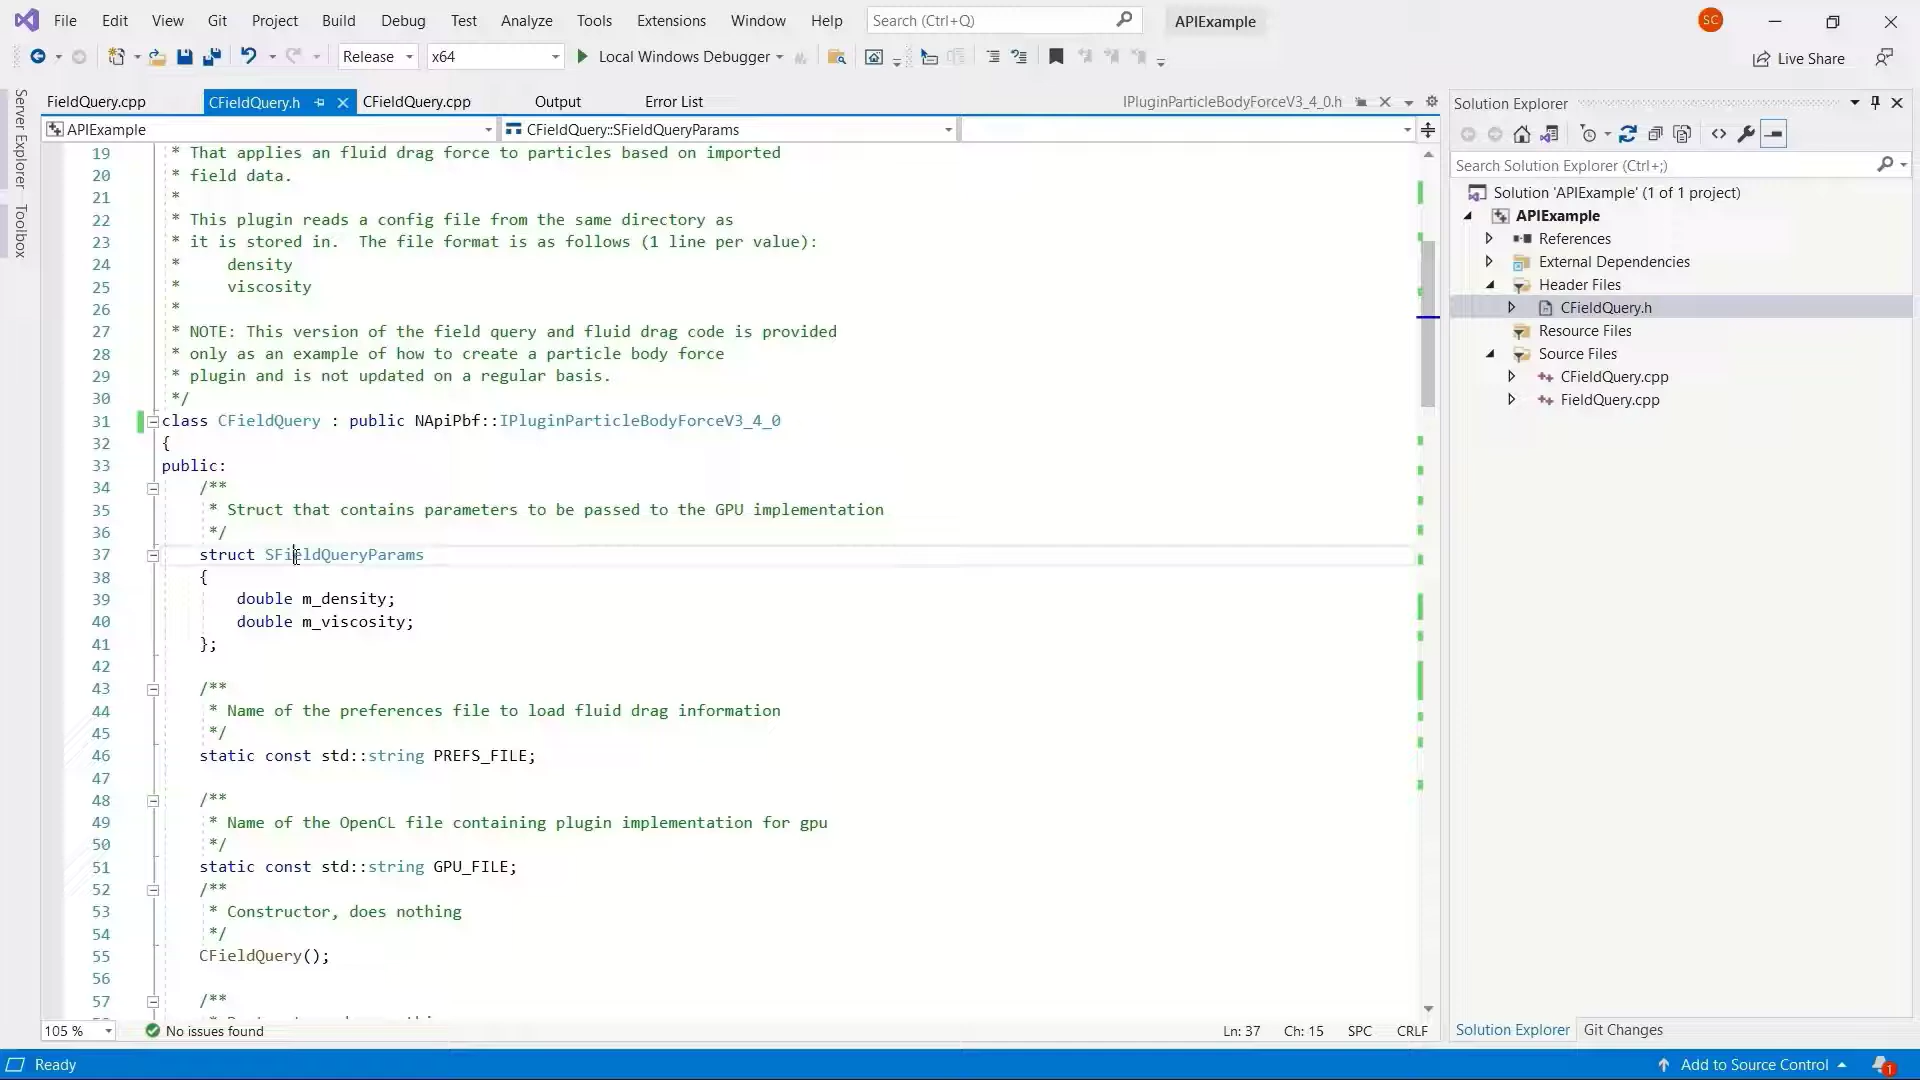 File Edit View Git Project Build Debug Test Analyze Tools Extensions Window Help Search (Ctrl+Q) APIExample SC
Release x64 Local Windows Debugger Live Share
Server Explorer
Toolbox
FieldQuery.cpp CFieldQuery.h CFieldQuery.cpp Output Error List IPluginParticleBodyForceV3_4_0.h
APIExample CFieldQuery::SFieldQueryParams
19 * That applies an fluid drag force to particles based on imported
20 * field data.
21 *
22 * This plugin reads a config file from the same directory as
23 * it is stored in.  The file format is as follows (1 line per value):
24 *     density
25 *     viscosity
26 *
27 * NOTE: This version of the field query and fluid drag code is provided
28 * only as an example of how to create a particle body force
29 * plugin and is not updated on a regular basis.
30 */
31 class CFieldQuery : public NApiPbf::IPluginParticleBodyForceV3_4_0
32 {
33 public:
34     /**
35      * Struct that contains parameters to be passed to the GPU implementation
36      */
37     struct SFieldQueryParams
38     {
39         double m_density;
40         double m_viscosity;
41     };
42
43     /**
44      * Name of the preferences file to load fluid drag information
45      */
46     static const std::string PREFS_FILE;
47
48     /**
49      * Name of the OpenCL file containing plugin implementation for gpu
50      */
51     static const std::string GPU_FILE;
52     /**
53      * Constructor, does nothing
54      */
55     CFieldQuery();
56
57     /**
105 % No issues found Ln: 37 Ch: 15 SPC CRLF
Solution Explorer
Search Solution Explorer (Ctrl+;)
Solution 'APIExample' (1 of 1 project)
APIExample
References
External Dependencies
Header Files
CFieldQuery.h
Resource Files
Source Files
CFieldQuery.cpp
FieldQuery.cpp
Solution Explorer Git Changes
Ready Add to Source Control 1